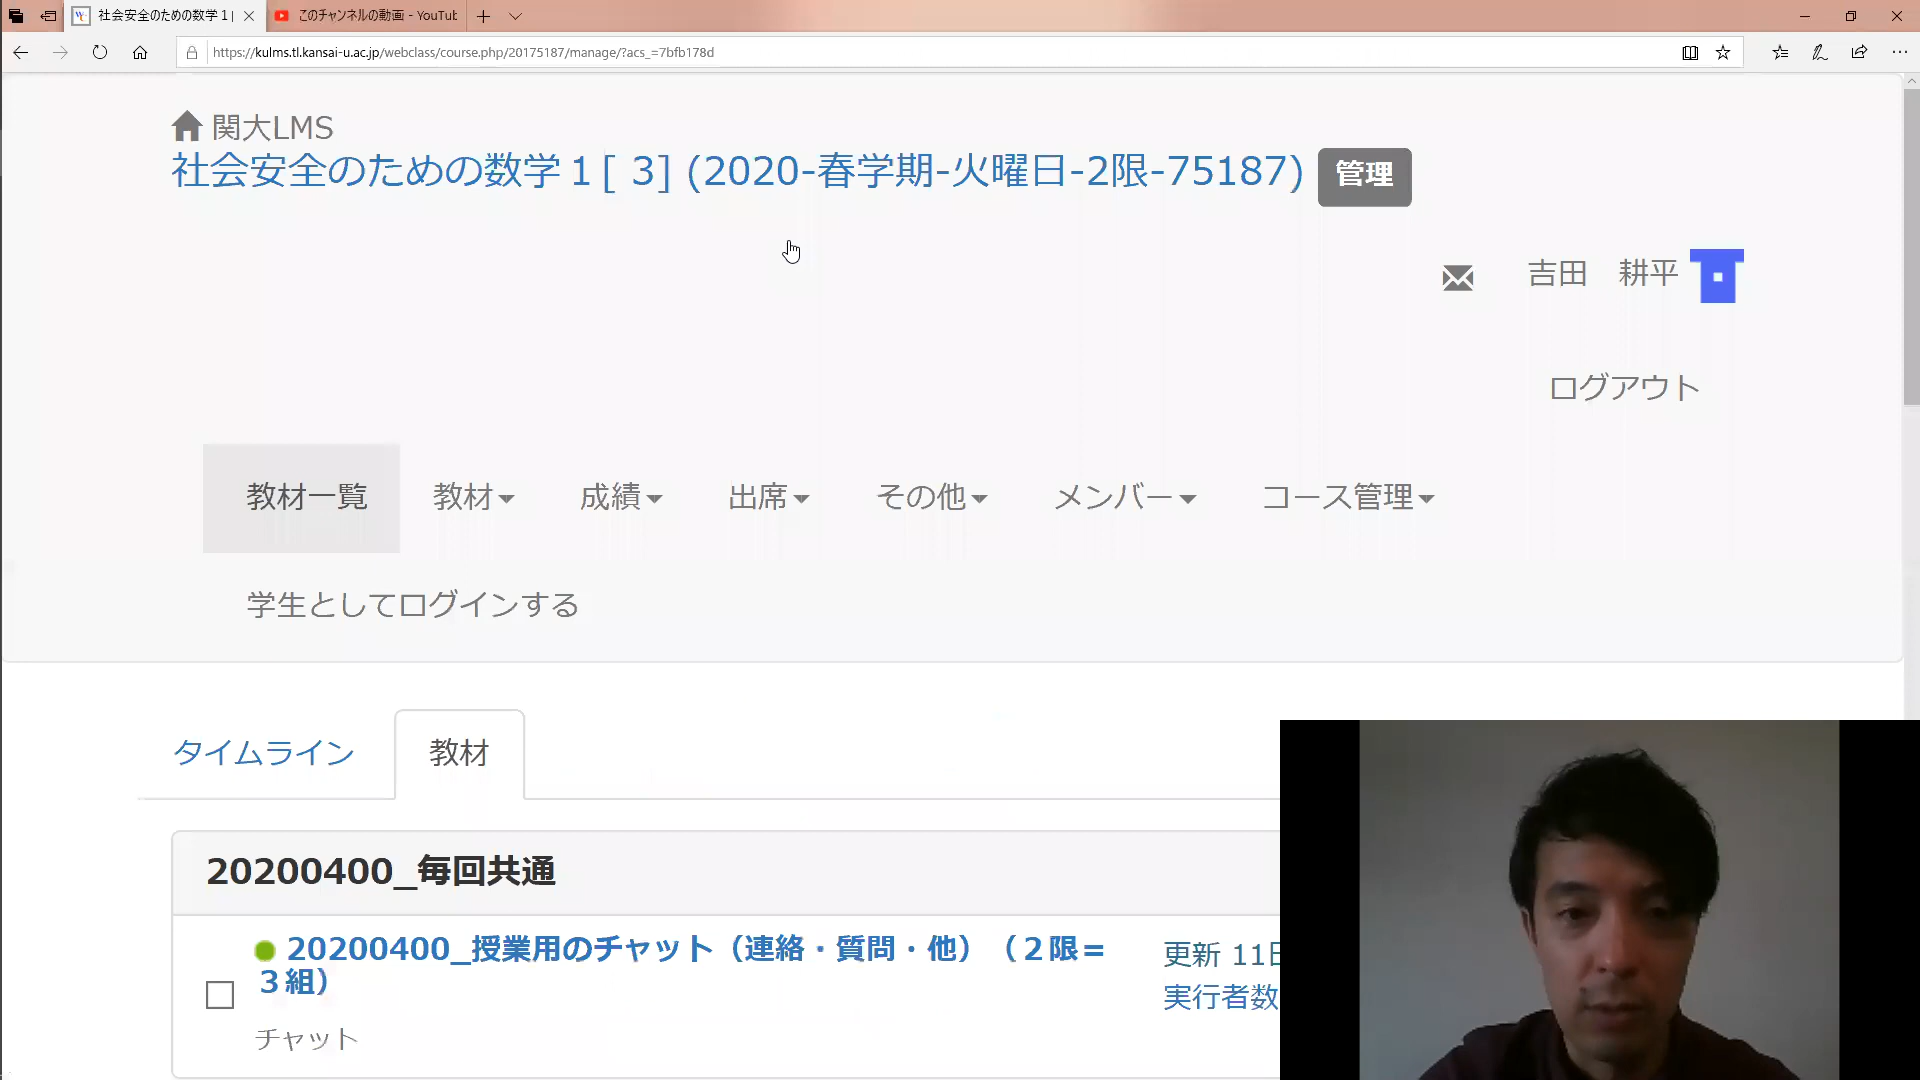 社会安全のための数学１|
このチャンネルの動画 - YouTub
https://kulms.tl.kansai-u.ac.jp/webclass/course.php/20175187/manage/?acs_=7bfb178d
関大LMS
社会安全のための数学１[ 3] (2020-春学期-火曜日-2限-75187) 管理
吉田　耕平
ログアウト
教材一覧 教材 成績 出席 その他 メンバー コース管理
学生としてログインする
タイムライン 教材
20200400_毎回共通
20200400_授業用のチャット（連絡・質問・他）（２限＝
３組）
更新 11日
実行者数
チャット